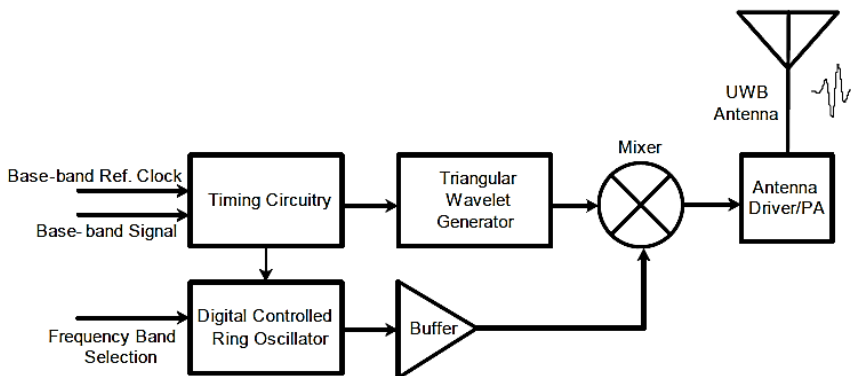 UWB
Antenna
Mixer
Base-band Ref. Clock
Base- band Signal
Timing Circuitry
Triangular
Wavelet
Generator
Antenna
Driver/PA
Frequency Band
Selection
Digital Controlled
Ring Oscillator
Buffer